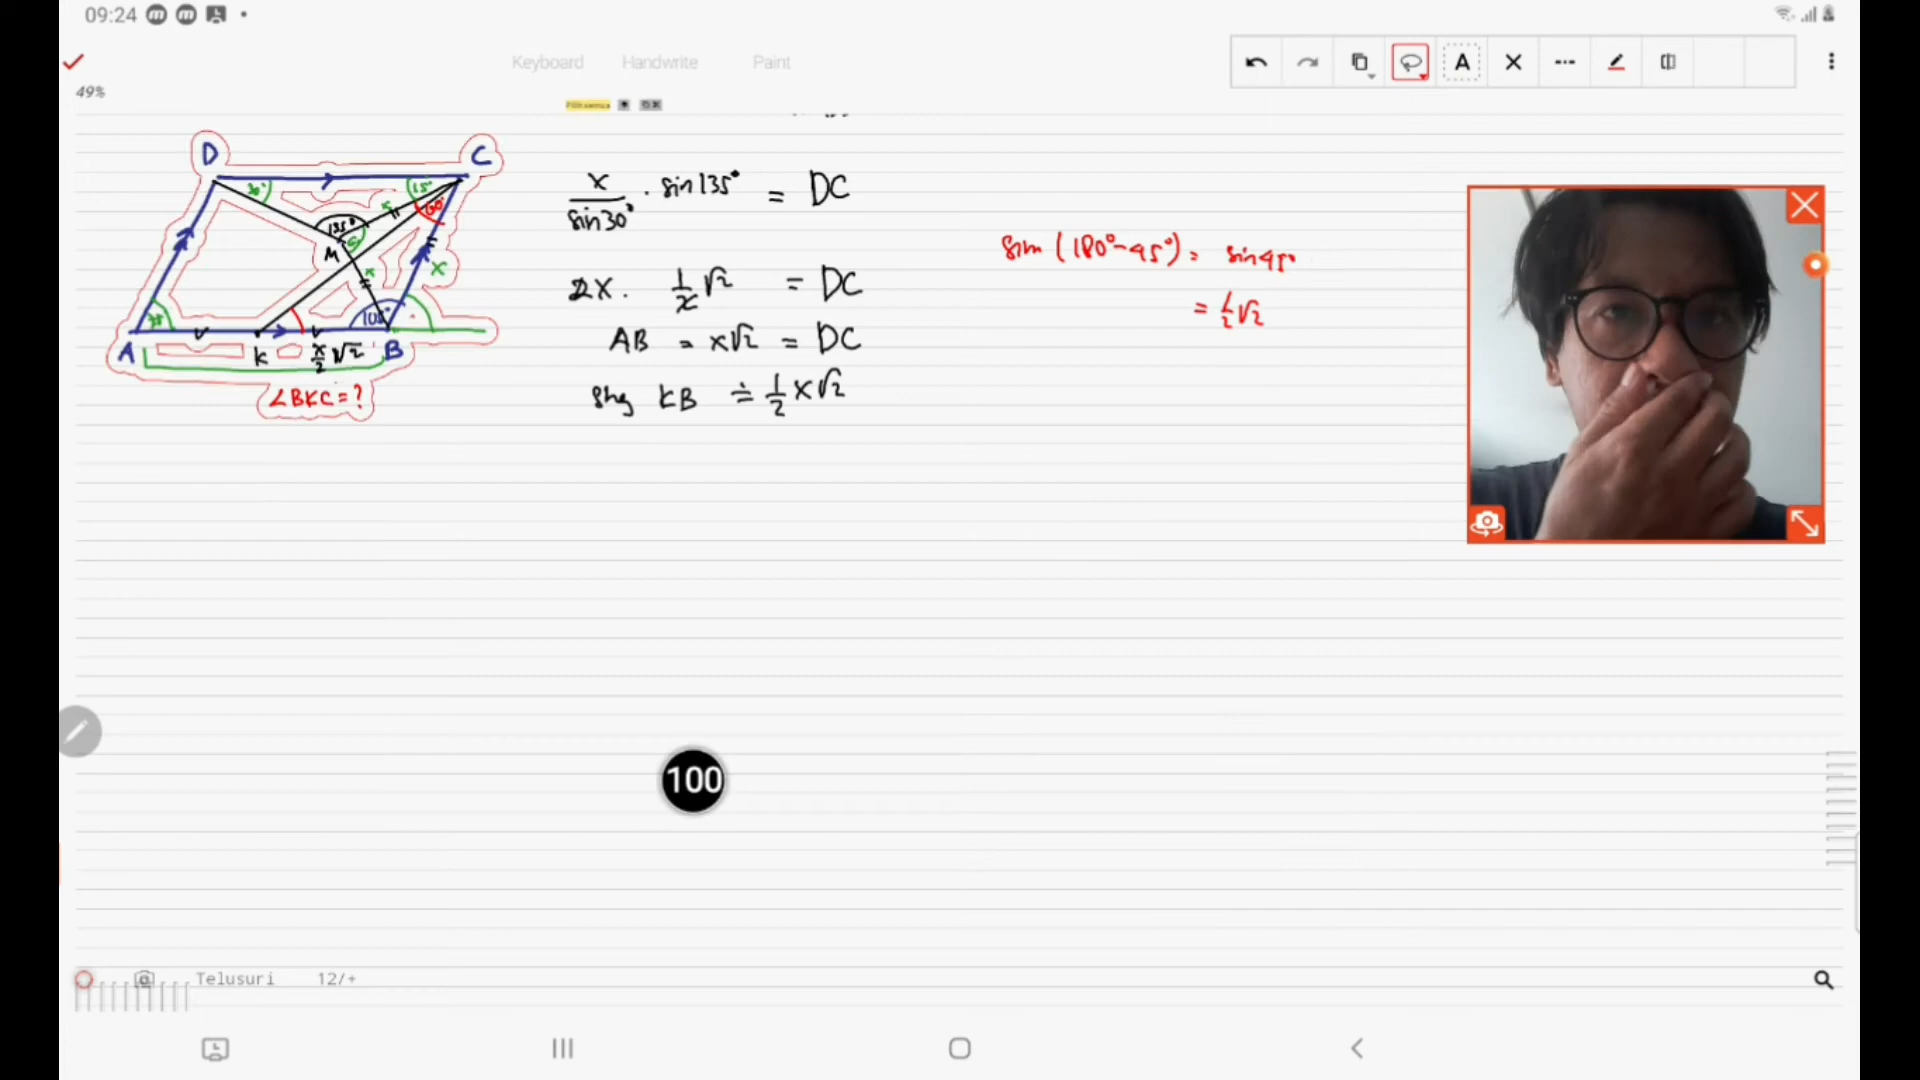 09:24
49%
Keyboard Handwrite Paint
A
D C
30° 15° 60°
135°
M
x
75° 105°
A K x/2 √2 B
∠BKC = ?
x/sin30° · sin135° = DC
2x. 1/2 √2 = DC
AB = x√2 = DC
shg KB = 1/2 x√2
sin (180°-45°) = sin45°
= 1/2 √2
100
Telusuri 12/+